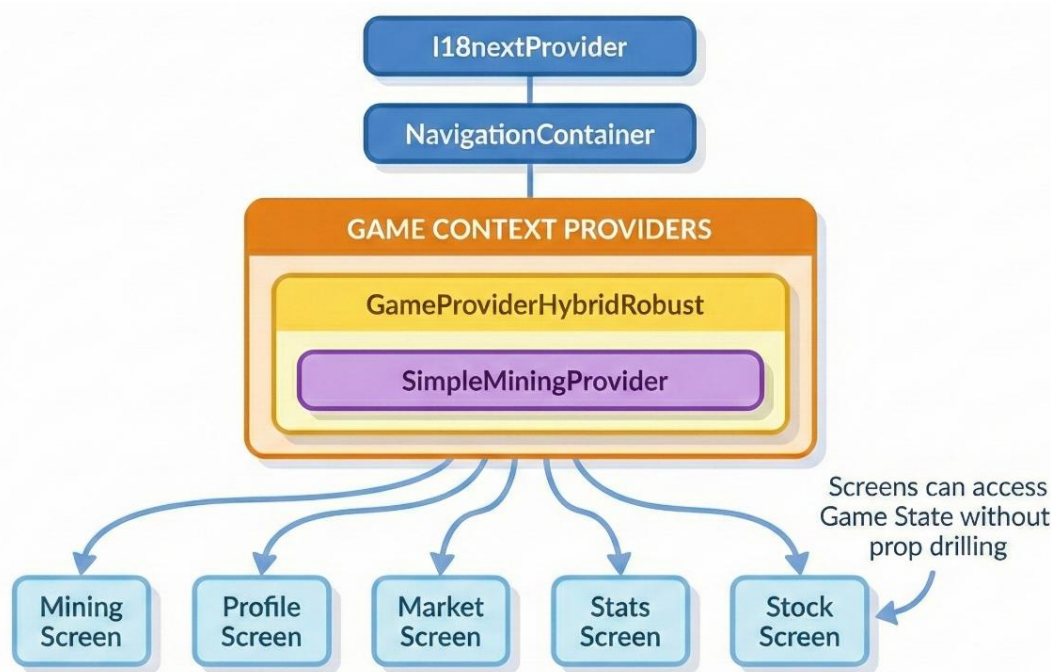 I18nextProvider
NavigationContainer
GAME CONTEXT PROVIDERS
GameProviderHybridRobust
SimpleMiningProvider
Screens can access
Game State without
prop drilling
Mining
Screen
Profile
Screen
Market
Screen
Stats
Screen
Stock
Screen